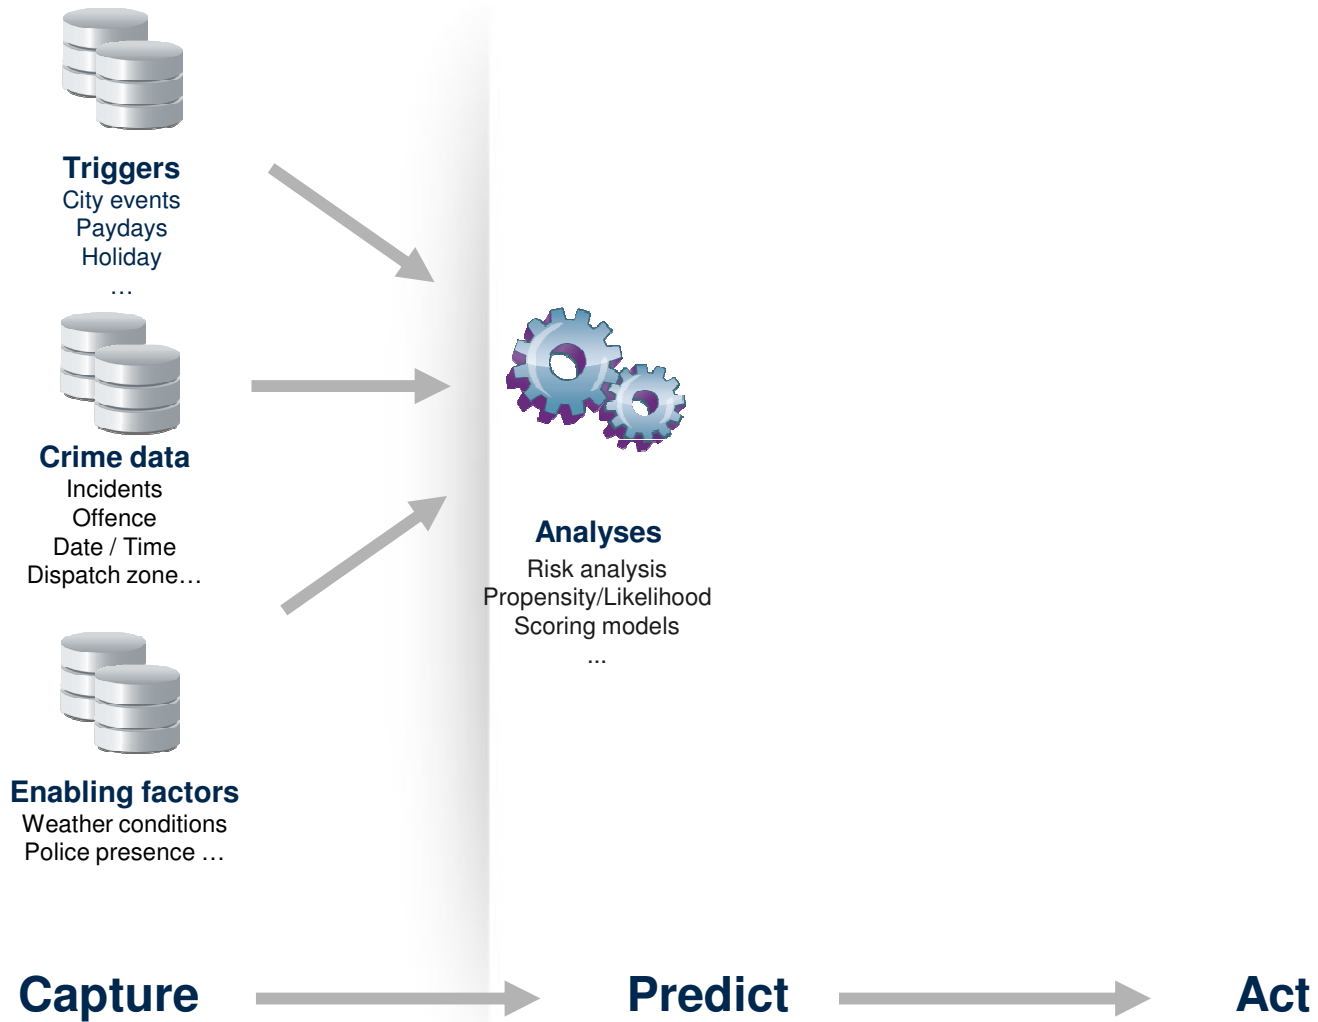 Triggers
City events
Paydays
Holiday
…
Crime data
Incidents
Offence
Date / Time
Dispatch zone…
Enabling factors
Weather conditions
Police presence …
Analyses
Risk analysis
Propensity/Likelihood
Scoring models
...
Capture
Predict
Act